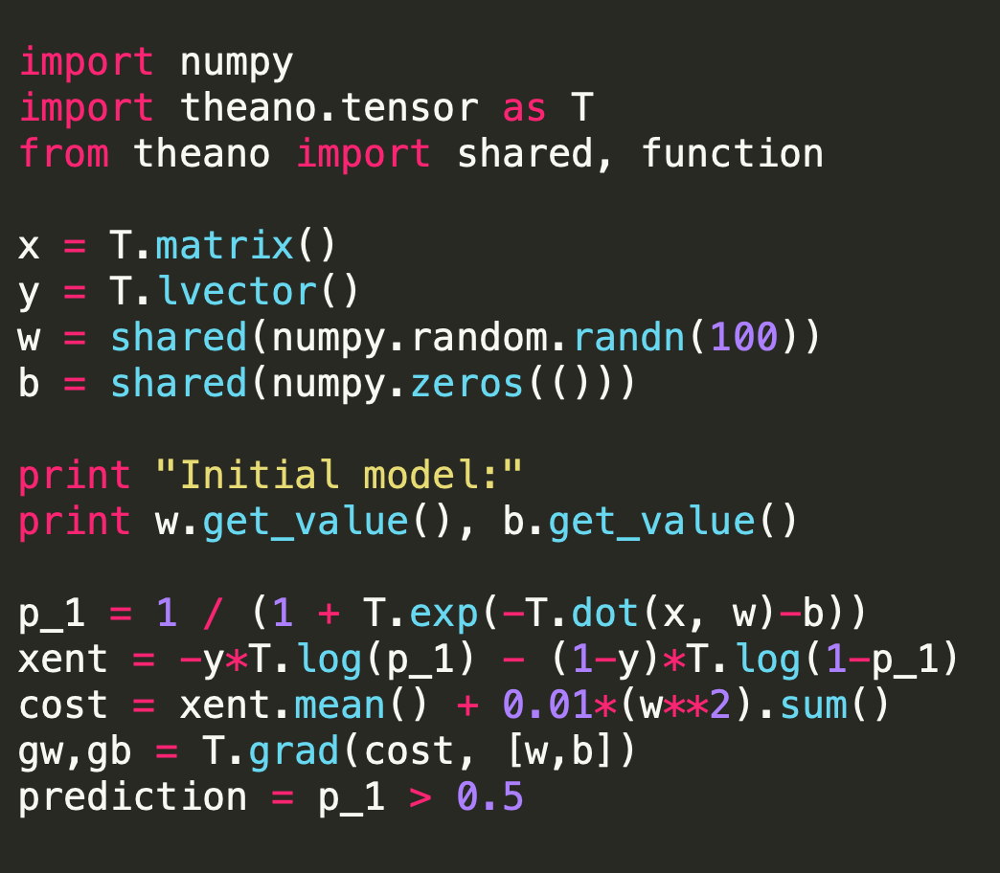 import numpy
import theano.tensor as T
from theano import shared, function
x = T.matrix()
y = T.lvector()
w = shared(numpy.random.randn(100))
b = shared(numpy.zeros(()))
print "Initial model:"
print w.get_value(), b.get_value()
p_1 = 1 / (1 + T.exp(-T.dot(x, w)-b))
xent = -y*T.log(p_1) - (1-y)*T.log(1-p_1)
cost = xent.mean() + 0.01*(w**2).sum()
gw,gb = T.grad(cost, [w,b])
prediction = p_1 > 0.5